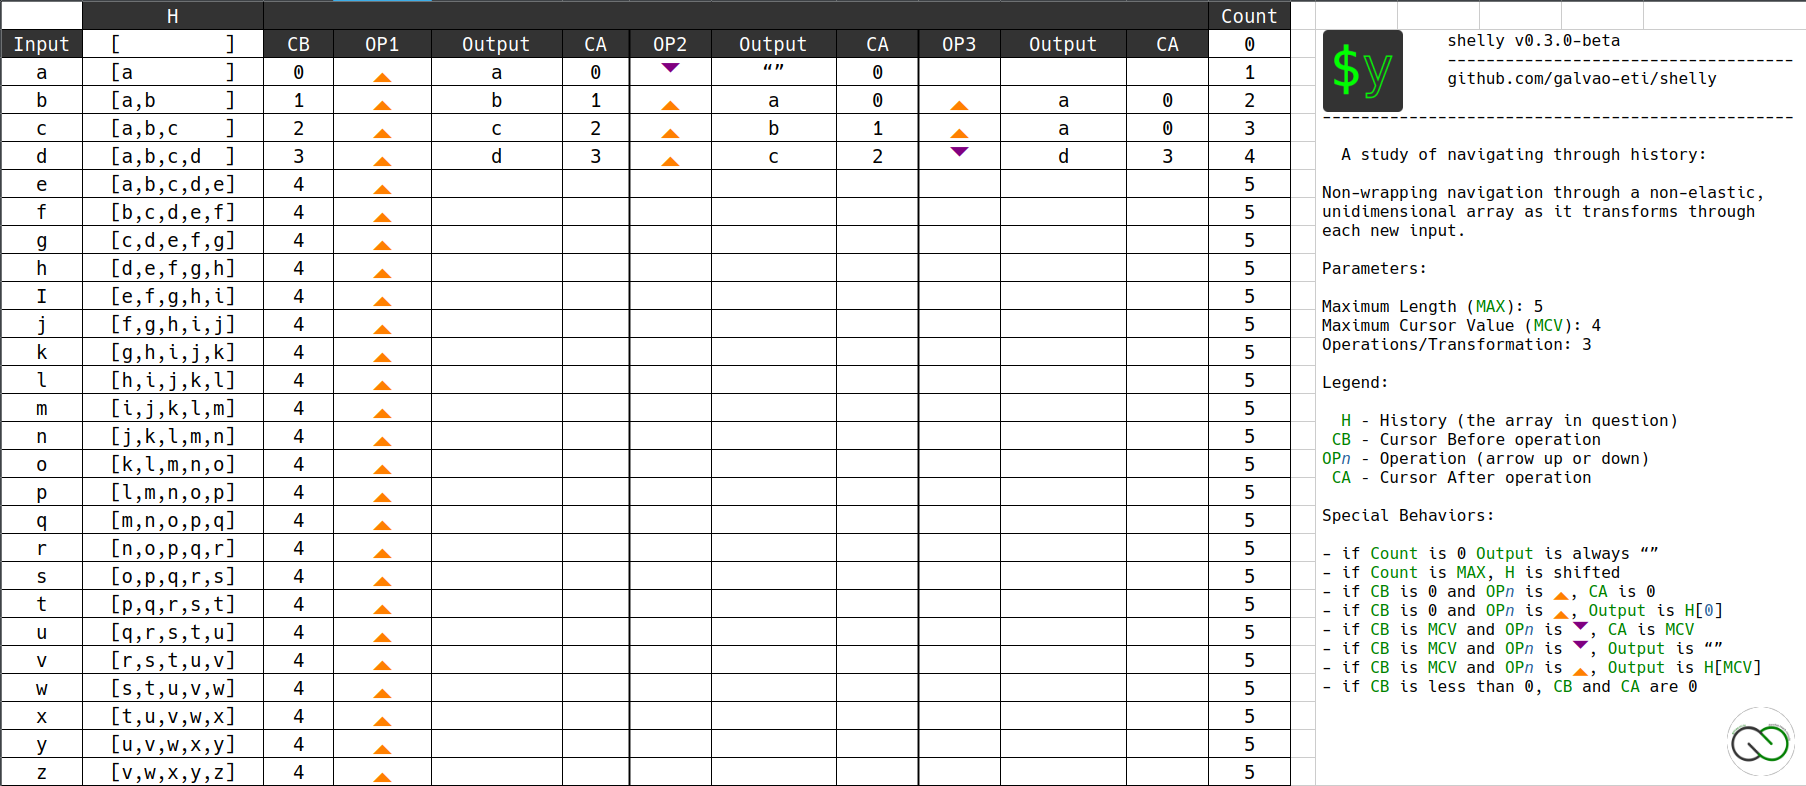 H Count
Input [ ] CB OP1 Output CA OP2 Output CA OP3 Output CA 0
a [a ] 0 a 0 “” 0 1
b [a,b ] 1 b 1 a 0 a 0 2
c [a,b,c ] 2 c 2 b 1 a 0 3
d [a,b,c,d ] 3 d 3 c 2 d 3 4
e [a,b,c,d,e] 4 5
f [b,c,d,e,f] 4 5
g [c,d,e,f,g] 4 5
h [d,e,f,g,h] 4 5
I [e,f,g,h,i] 4 5
j [f,g,h,i,j] 4 5
k [g,h,i,j,k] 4 5
l [h,i,j,k,l] 4 5
m [i,j,k,l,m] 4 5
n [j,k,l,m,n] 4 5
o [k,l,m,n,o] 4 5
p [l,m,n,o,p] 4 5
q [m,n,o,p,q] 4 5
r [n,o,p,q,r] 4 5
s [o,p,q,r,s] 4 5
t [p,q,r,s,t] 4 5
u [q,r,s,t,u] 4 5
v [r,s,t,u,v] 4 5
w [s,t,u,v,w] 4 5
x [t,u,v,w,x] 4 5
y [u,v,w,x,y] 4 5
z [v,w,x,y,z] 4 5
$y
shelly v0.3.0-beta
------------------------------------
github.com/galvao-eti/shelly
-------------------------------------------------
A study of navigating through history:
Non-wrapping navigation through a non-elastic,
unidimensional array as it transforms through
each new input.
Parameters:
Maximum Length (MAX): 5
Maximum Cursor Value (MCV): 4
Operations/Transformation: 3
Legend:
H - History (the array in question)
CB - Cursor Before operation
OPn - Operation (arrow up or down)
CA - Cursor After operation
Special Behaviors:
- if Count is 0 Output is always “”
- if Count is MAX, H is shifted
- if CB is 0 and OPn is , CA is 0
- if CB is 0 and OPn is , Output is H[0]
- if CB is MCV and OPn is , CA is MCV
- if CB is MCV and OPn is , Output is “”
- if CB is MCV and OPn is , Output is H[MCV]
- if CB is less than 0, CB and CA are 0